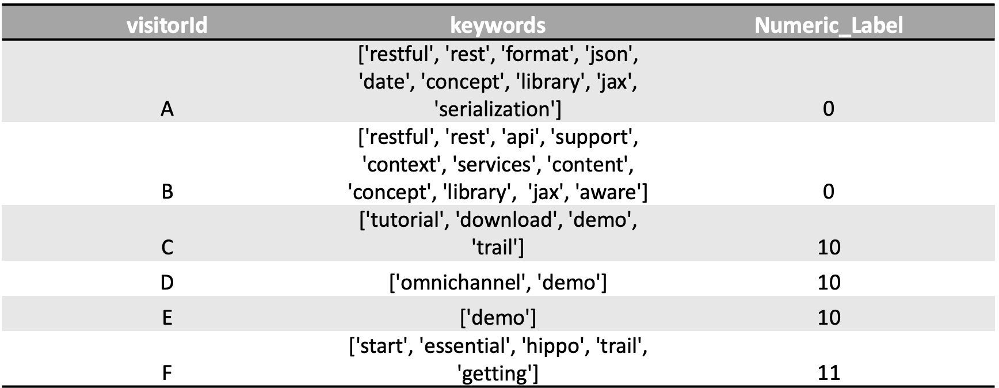 visitorId keywords Numeric_Label
['restful', 'rest', 'format', 'json',
'date', 'concept', 'library', 'jax',
A 'serialization'] 0
['restful', 'rest', 'api', 'support',
'context', 'services', 'content',
B 'concept', 'library', 'jax', 'aware'] 0
['tutorial', 'download', 'demo',
C 'trail'] 10
D ['omnichannel', 'demo'] 10
E ['demo'] 10
['start', 'essential', 'hippo', 'trail',
F 'getting'] 11